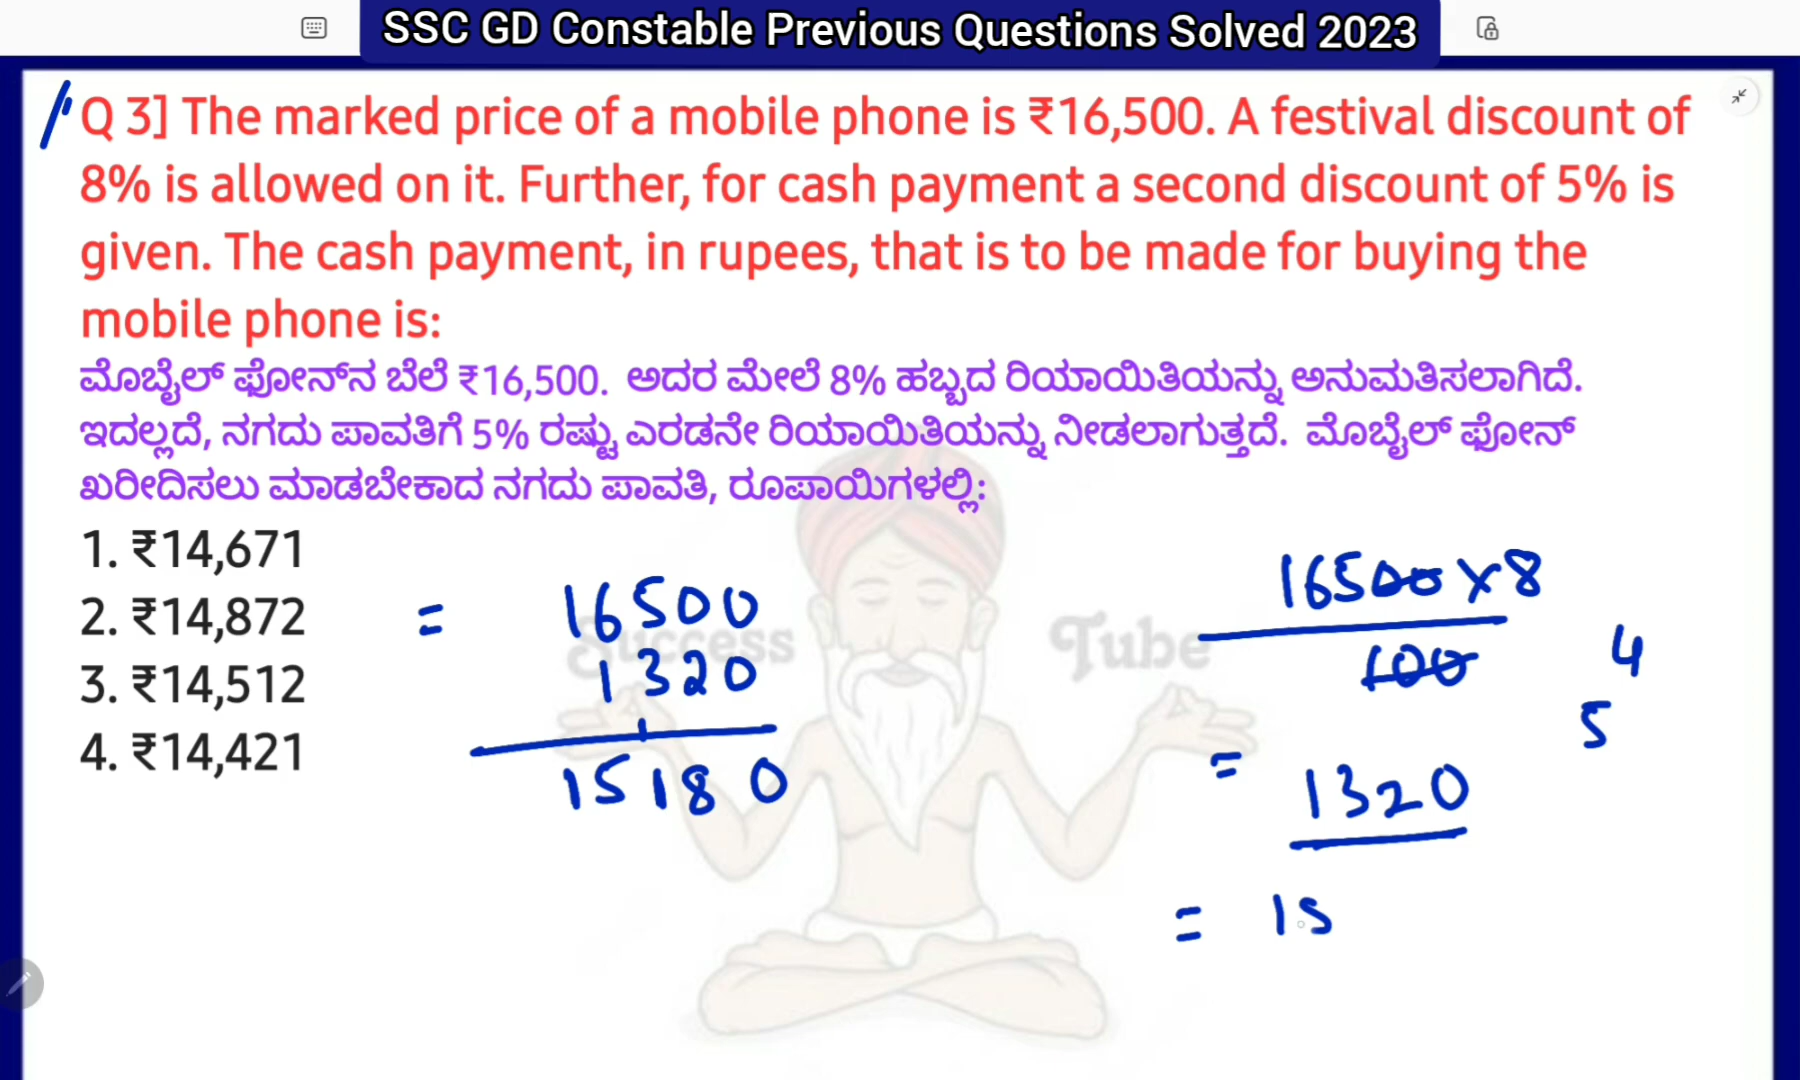 SSC GD Constable Previous Questions Solved 2023
Q 3] The marked price of a mobile phone is ₹16,500. A festival discount of
8% is allowed on it. Further, for cash payment a second discount of 5% is
given. The cash payment, in rupees, that is to be made for buying the
mobile phone is:
ಮೊಬೈಲ್ ಫೋನ್‌ನ ಬೆಲೆ ₹16,500. ಅದರ ಮೇಲೆ 8% ಹಬ್ಬದ ರಿಯಾಯಿತಿಯನ್ನು ಅನುಮತಿಸಲಾಗಿದೆ.
ಇದಲ್ಲದೆ, ನಗದು ಪಾವತಿಗೆ 5% ರಷ್ಟು ಎರಡನೇ ರಿಯಾಯಿತಿಯನ್ನು ನೀಡಲಾಗುತ್ತದೆ. ಮೊಬೈಲ್ ಫೋನ್
ಖರೀದಿಸಲು ಮಾಡಬೇಕಾದ ನಗದು ಪಾವತಿ, ರೂಪಾಯಿಗಳಲ್ಲಿ:
1. ₹14,671
2. ₹14,872
3. ₹14,512
4. ₹14,421
= 16500
1320
15180
Success Tube
16500 x 8
100
4
5
= 1320
= 15